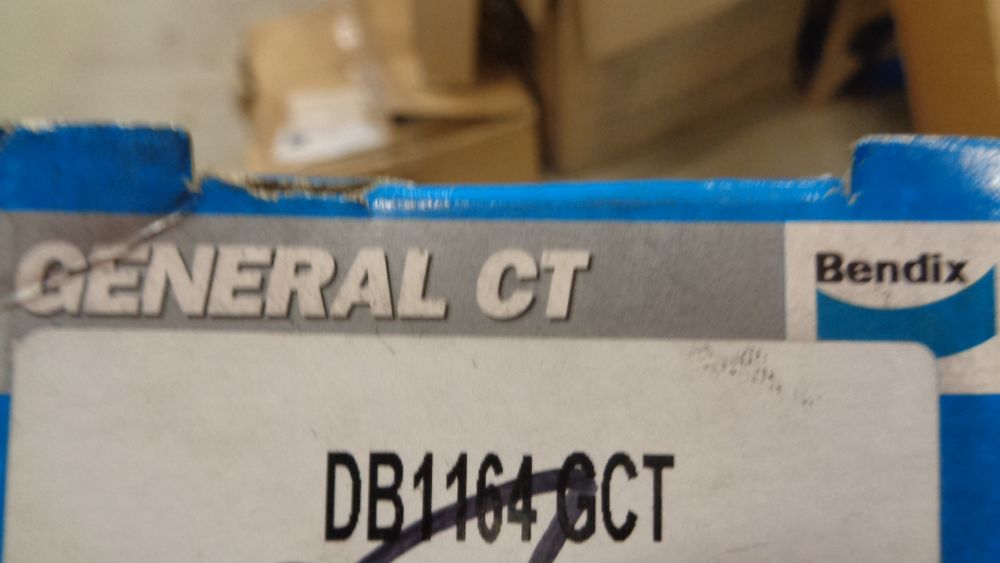 GENERAL CT
Bendix
DB1164 GCT